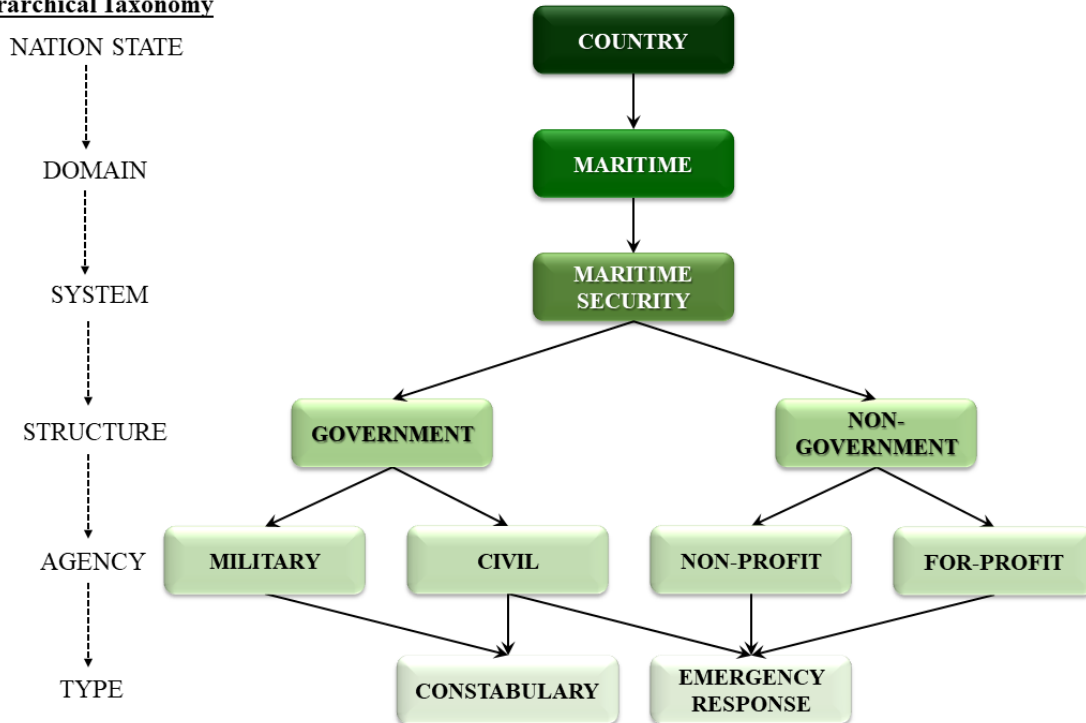 Taxonomy
NATION STATE
COUNTRY
DOMAIN
MARITIME
SYSTEM
MARITIME
SECURITY
STRUCTURE
GOVERNMENT
NON-
GOVERNMENT
AGENCY
MILITARY
CIVIL
NON-PROFIT
FOR-PROFIT
TYPE
CONSTABULARY
EMERGENCY
RESPONSE